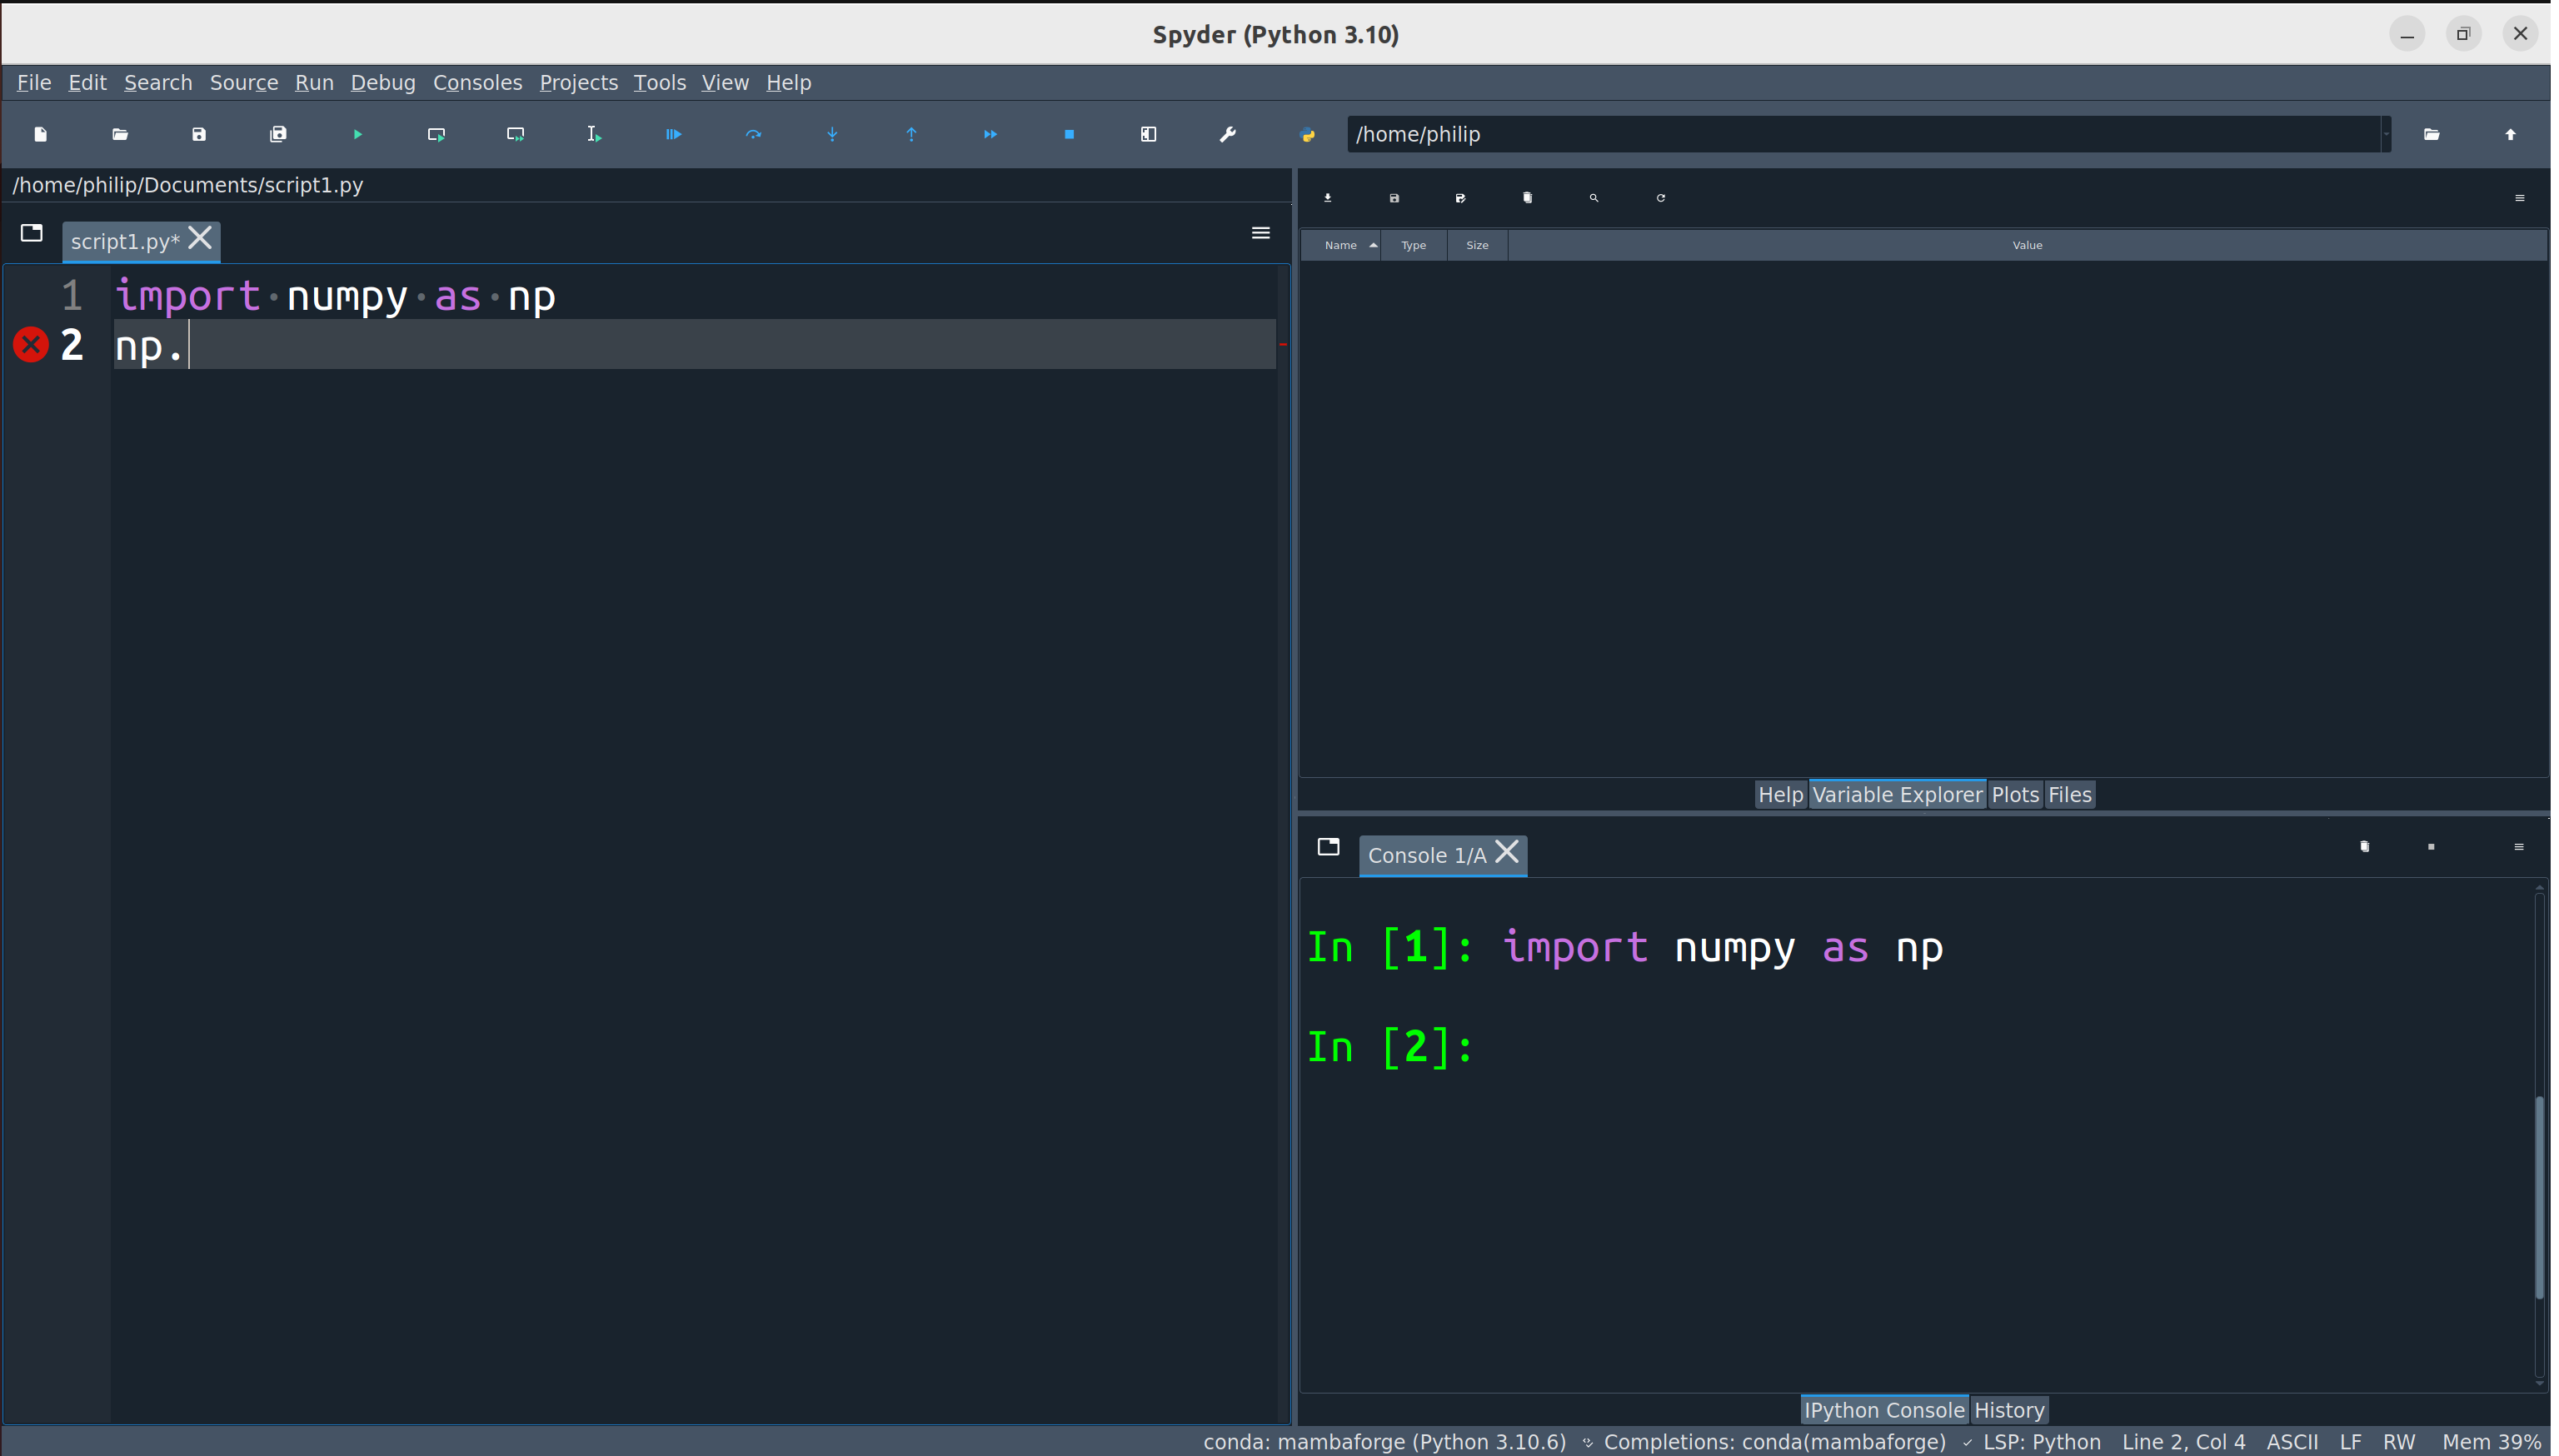 Spyder (Python 3.10)
File Edit Search Source Run Debug Consoles Projects Tools View Help
/home/philip
/home/philip/Documents/script1.py
script1.py*
1 import numpy as np
2 np.
Name Type Size Value
Help Variable Explorer Plots Files
Console 1/A
In [1]: import numpy as np
In [2]:
IPython Console History
conda: mambaforge (Python 3.10.6) Completions: conda(mambaforge) LSP: Python Line 2, Col 4 ASCII LF RW Mem 39%